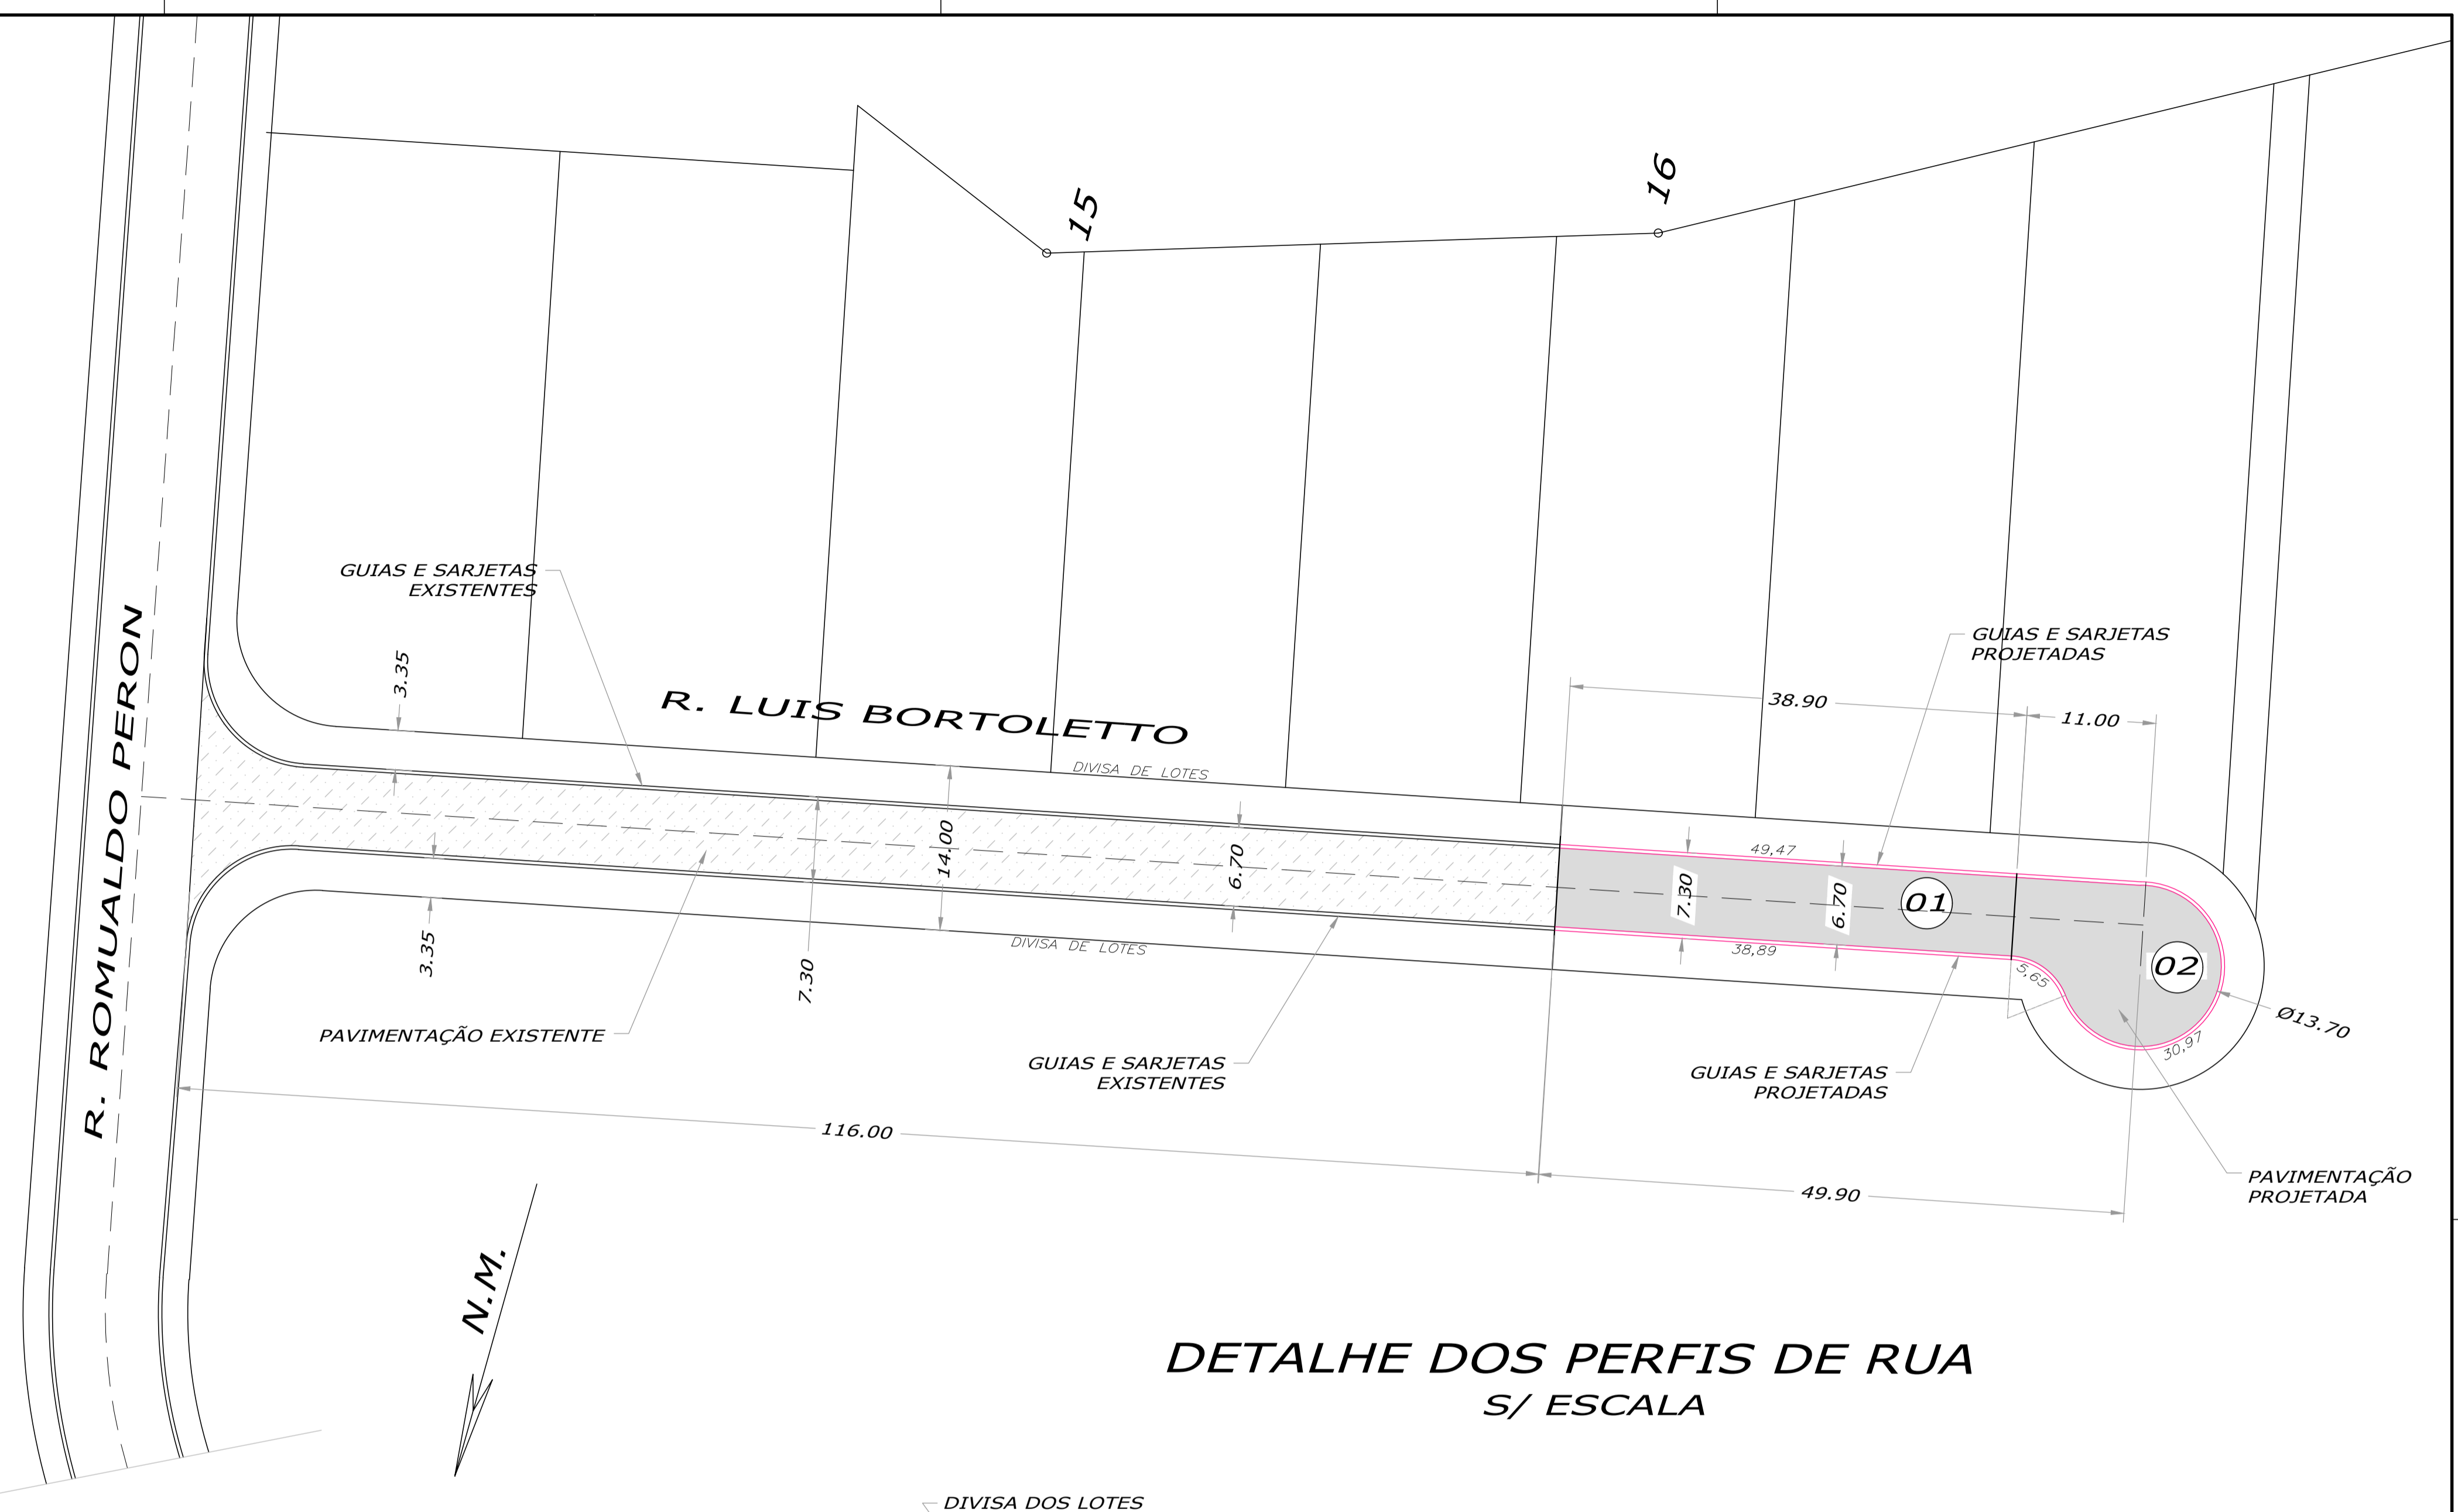 15
16
GUIAS E SARJETAS
EXISTENTES
GUIAS E SARJETAS
PROJETADAS
3.35
R. LUIS BORTOLETTO
38.90
11.00
DIVISA DE LOTES
R. ROMUALDO PERON
14.00
6.70
49,47
7.30
6.70
01
DIVISA DE LOTES
38,89
3.35
7.30
5,65
02
Ø13.70
30,97
PAVIMENTAÇÃO EXISTENTE
GUIAS E SARJETAS
EXISTENTES
GUIAS E SARJETAS
PROJETADAS
116.00
49.90
PAVIMENTAÇÃO
PROJETADA
N.M.
DETALHE DOS PERFIS DE RUA
S/ ESCALA
DIVISA DOS LOTES